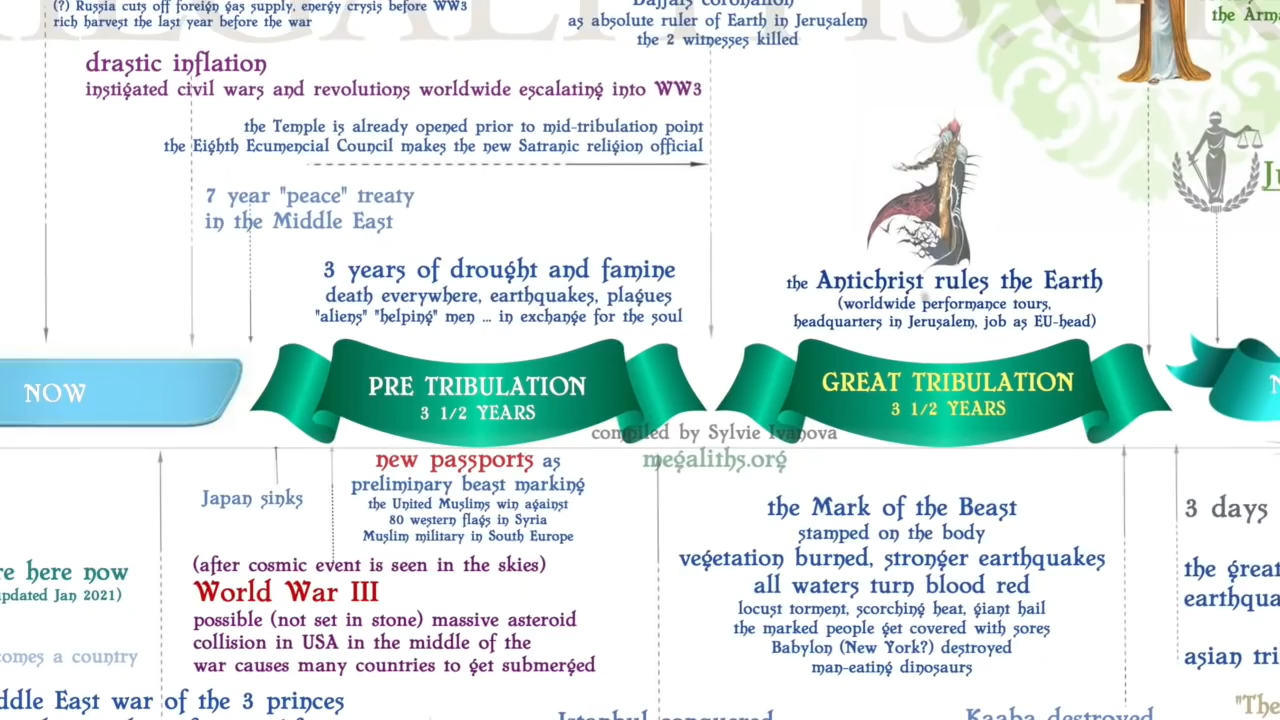 (?) Russia cuts off foreign gas supply, energy crysis before WW3
rich harvest the last year before the war
Dajjal's coronation
as absolute ruler of Earth in Jerusalem
the 2 witnesses killed
the Arma
drastic inflation
instigated civil wars and revolutions worldwide escalating into WW3
the Temple is already opened prior to mid-tribulation point
the Eighth Ecumencial Council makes the new Satranic religion official
7 year "peace" treaty
in the Middle East
3 years of drought and famine
death everywhere, earthquakes, plagues
"aliens" "helping" men ... in exchange for the soul
the Antichrist rules the Earth
(worldwide performance tours,
headquarters in Jerusalem, job as EU-head)
NOW
PRE TRIBULATION
3 1/2 YEARS
GREAT TRIBULATION
3 1/2 YEARS
compiled by Sylvie Ivanova
megaliths.org
new passports as
preliminary beast marking
the United Muslims win against
80 western flags in Syria
Muslim military in South Europe
Japan sinks
(after cosmic event is seen in the skies)
World War III
possible (not set in stone) massive asteroid
collision in USA in the middle of the
war causes many countries to get submerged
re here now
updated Jan 2021)
comes a country
ddle East war of the 3 princes
the Mark of the Beast
stamped on the body
vegetation burned, stronger earthquakes
all waters turn blood red
locust torment, scorching heat, giant hail
the marked people get covered with sores
Babylon (New York?) destroyed
man-eating dinosaurs
3 days
the great
earthqua
asian tri
"The
Istanbul conquered
Kaaba destroyed